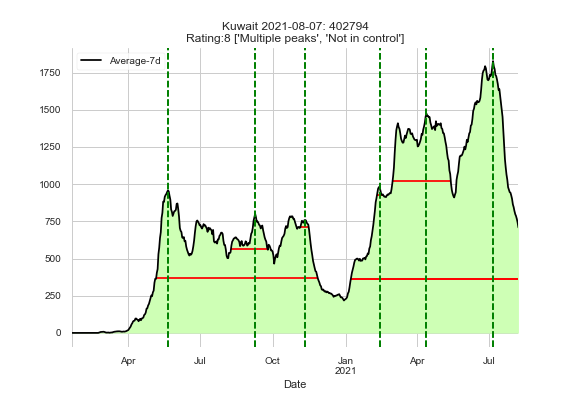 Kuwait 2021-08-07: 402794
Rating:8 ['Multiple peaks', 'Not in control']
Average-7d
1750
1500
1250
1000
750
500
250
0
Apr
Jul
Oct
Jan
2021
Apr
Jul
Date